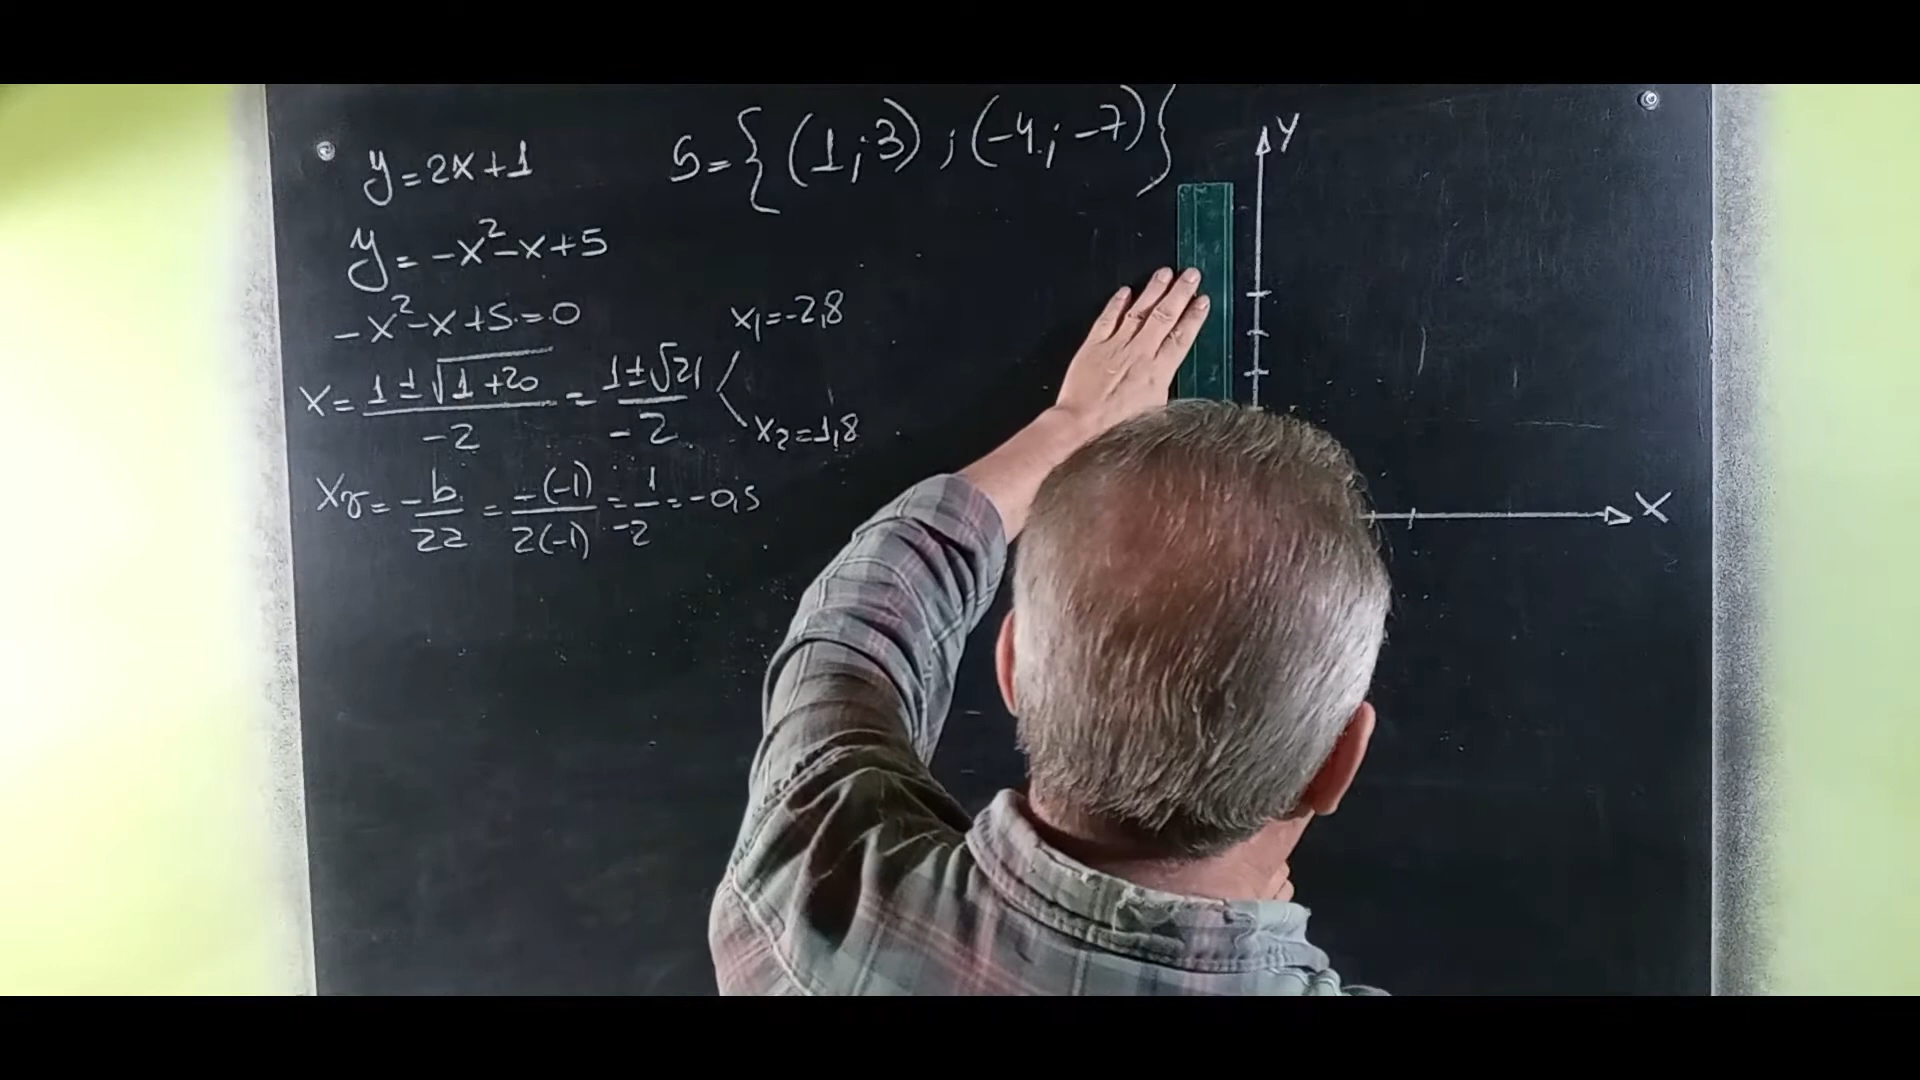 y=2x+1
S={(1;3);(-4;-7)}
y=-x²-x+5
-x²-x+5=0
x=(1±√(1+20))/-2=(1±√21)/-2
x₁=-2,8
x₂=1,8
xv=-b/2a=-(-1)/2(-1)=1/-2=-0,5
Y
X